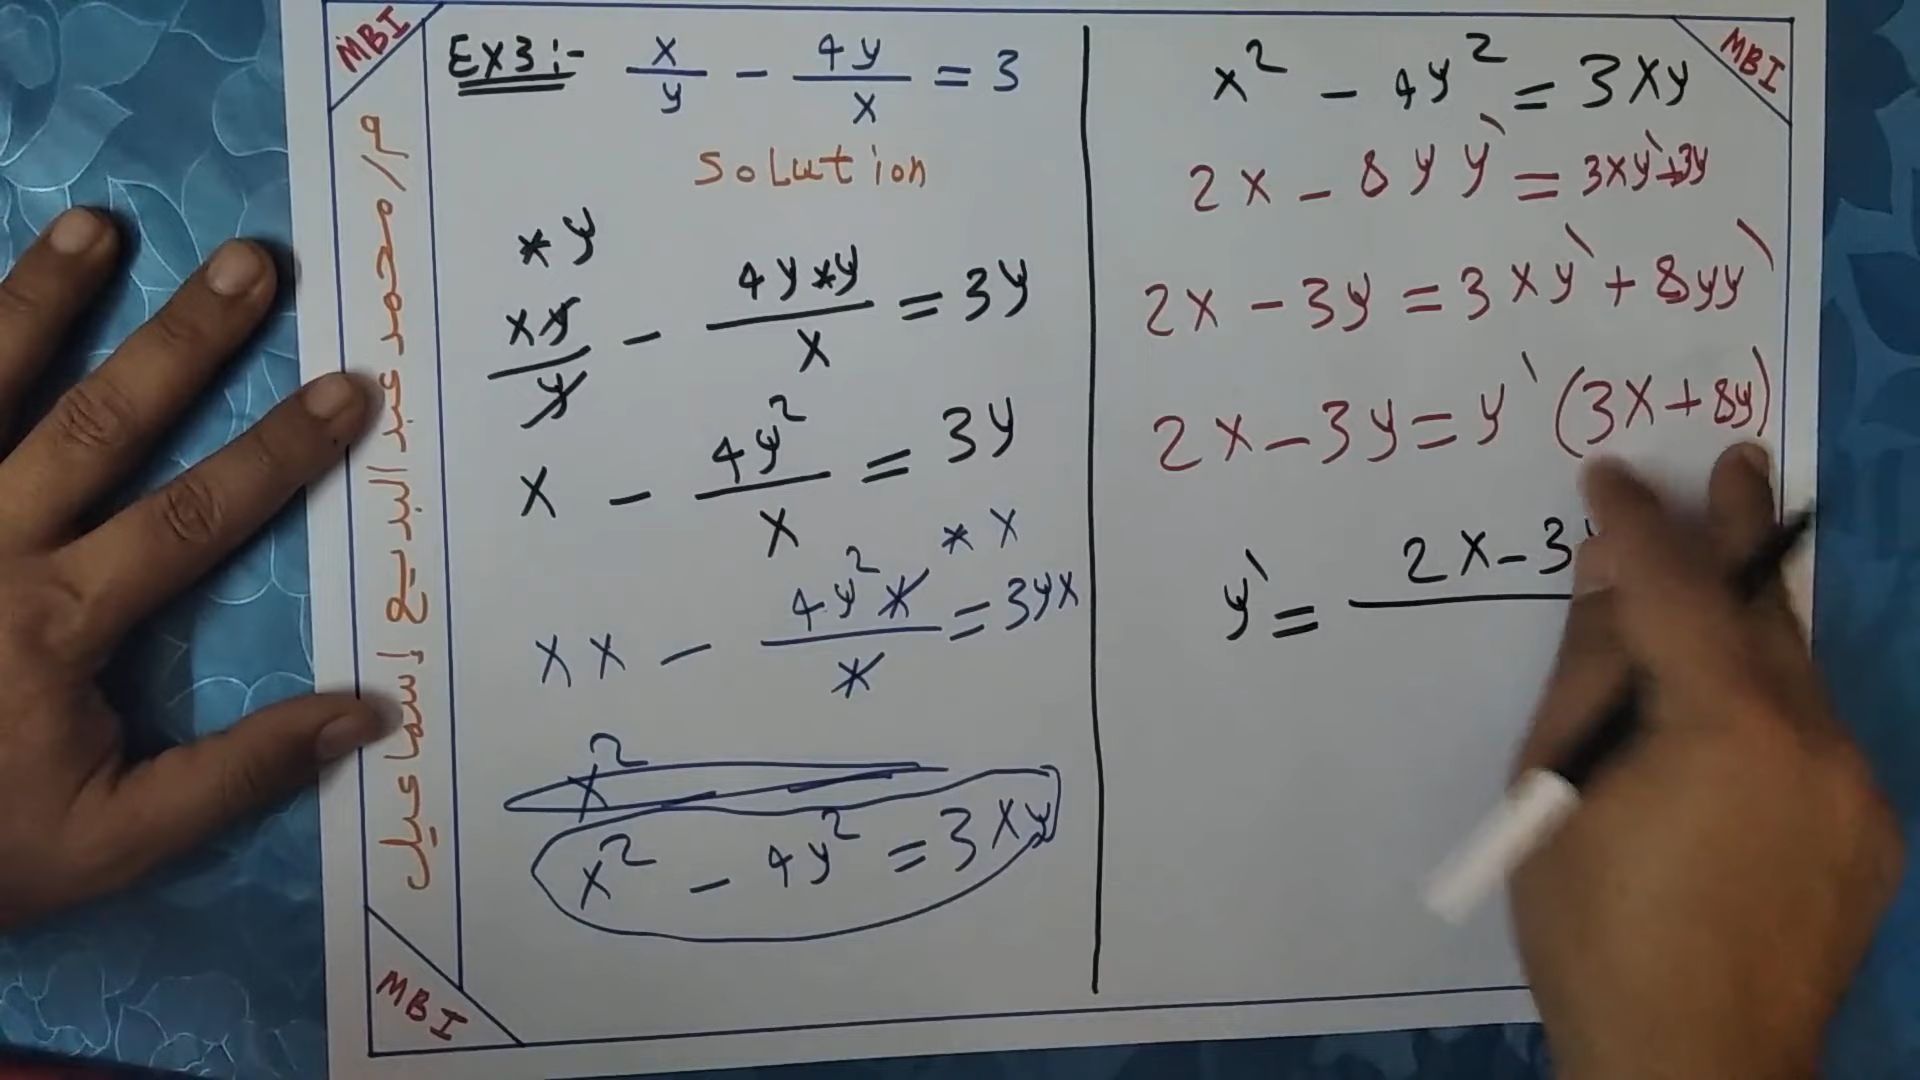 MBI
MBI
MBI
م/ محمد عبد البديع إسماعيل
Ex3:- x/y - 4y/x = 3
Solution
*y
xy/y - 4y*y/x = 3y
x - 4y²/x = 3y
*x
xx - 4y²x/x = 3yx
x²
x² - 4y² = 3xy
x² - 4y² = 3xy
2x - 8yy` = 3xy`+3y
2x - 3y = 3xy` + 8yy`
2x - 3y = y` (3x + 8y)
y` = 2x - 3